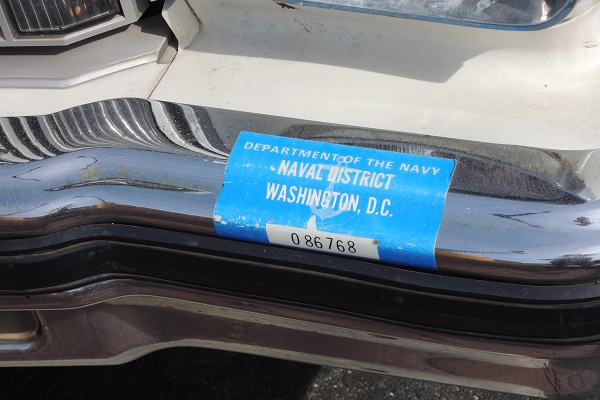 DEPARTMENT OF THE NAVY
NAVAL DISTRICT
WASHINGTON, D.C.
086768